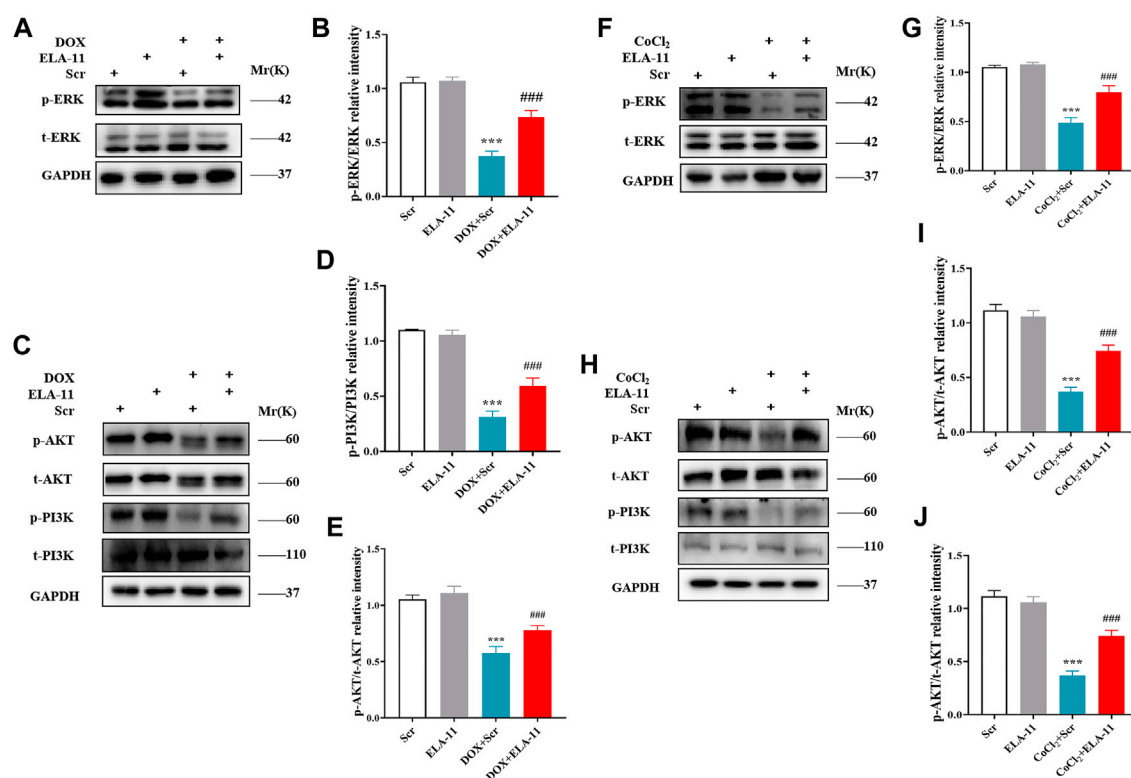 A
DOX + +
ELA-11 + +
Scr + +
Mr(K)
p-ERK 42
t-ERK 42
GAPDH 37
B
p-ERK/ERK relative intensity
1.5
1.0
0.5
0.0
***
###
Scr
ELA-11
DOX+Scr
DOX+ELA-11
C
DOX + +
ELA-11 + +
Scr + +
Mr(K)
p-AKT 60
t-AKT 60
p-PI3K 60
t-PI3K 110
GAPDH 37
D
p-PI3K/PI3K relative intensity
1.5
1.0
0.5
0.0
***
###
Scr
ELA-11
DOX+Scr
DOX+ELA-11
E
p-AKT/t-AKT relative intensity
1.5
1.0
0.5
0.0
***
###
Scr
ELA-11
DOX+Scr
DOX+ELA-11
F
CoCl₂ + +
ELA-11 + +
Scr + +
Mr(K)
p-ERK 42
t-ERK 42
GAPDH 37
G
p-ERK/ERK relative intensity
1.5
1.0
0.5
0.0
***
###
Scr
ELA-11
CoCl₂+Scr
CoCl₂+ELA-11
H
CoCl₂ + +
ELA-11 + +
Scr + +
Mr(K)
p-AKT 60
t-AKT 60
p-PI3K 60
t-PI3K 110
GAPDH 37
I
p-AKT/t-AKT relative intensity
1.5
1.0
0.5
0.0
***
###
Scr
ELA-11
CoCl₂+Scr
CoCl₂+ELA-11
J
p-AKT/t-AKT relative intensity
1.5
1.0
0.5
0.0
***
###
Scr
ELA-11
CoCl₂+Scr
CoCl₂+ELA-11